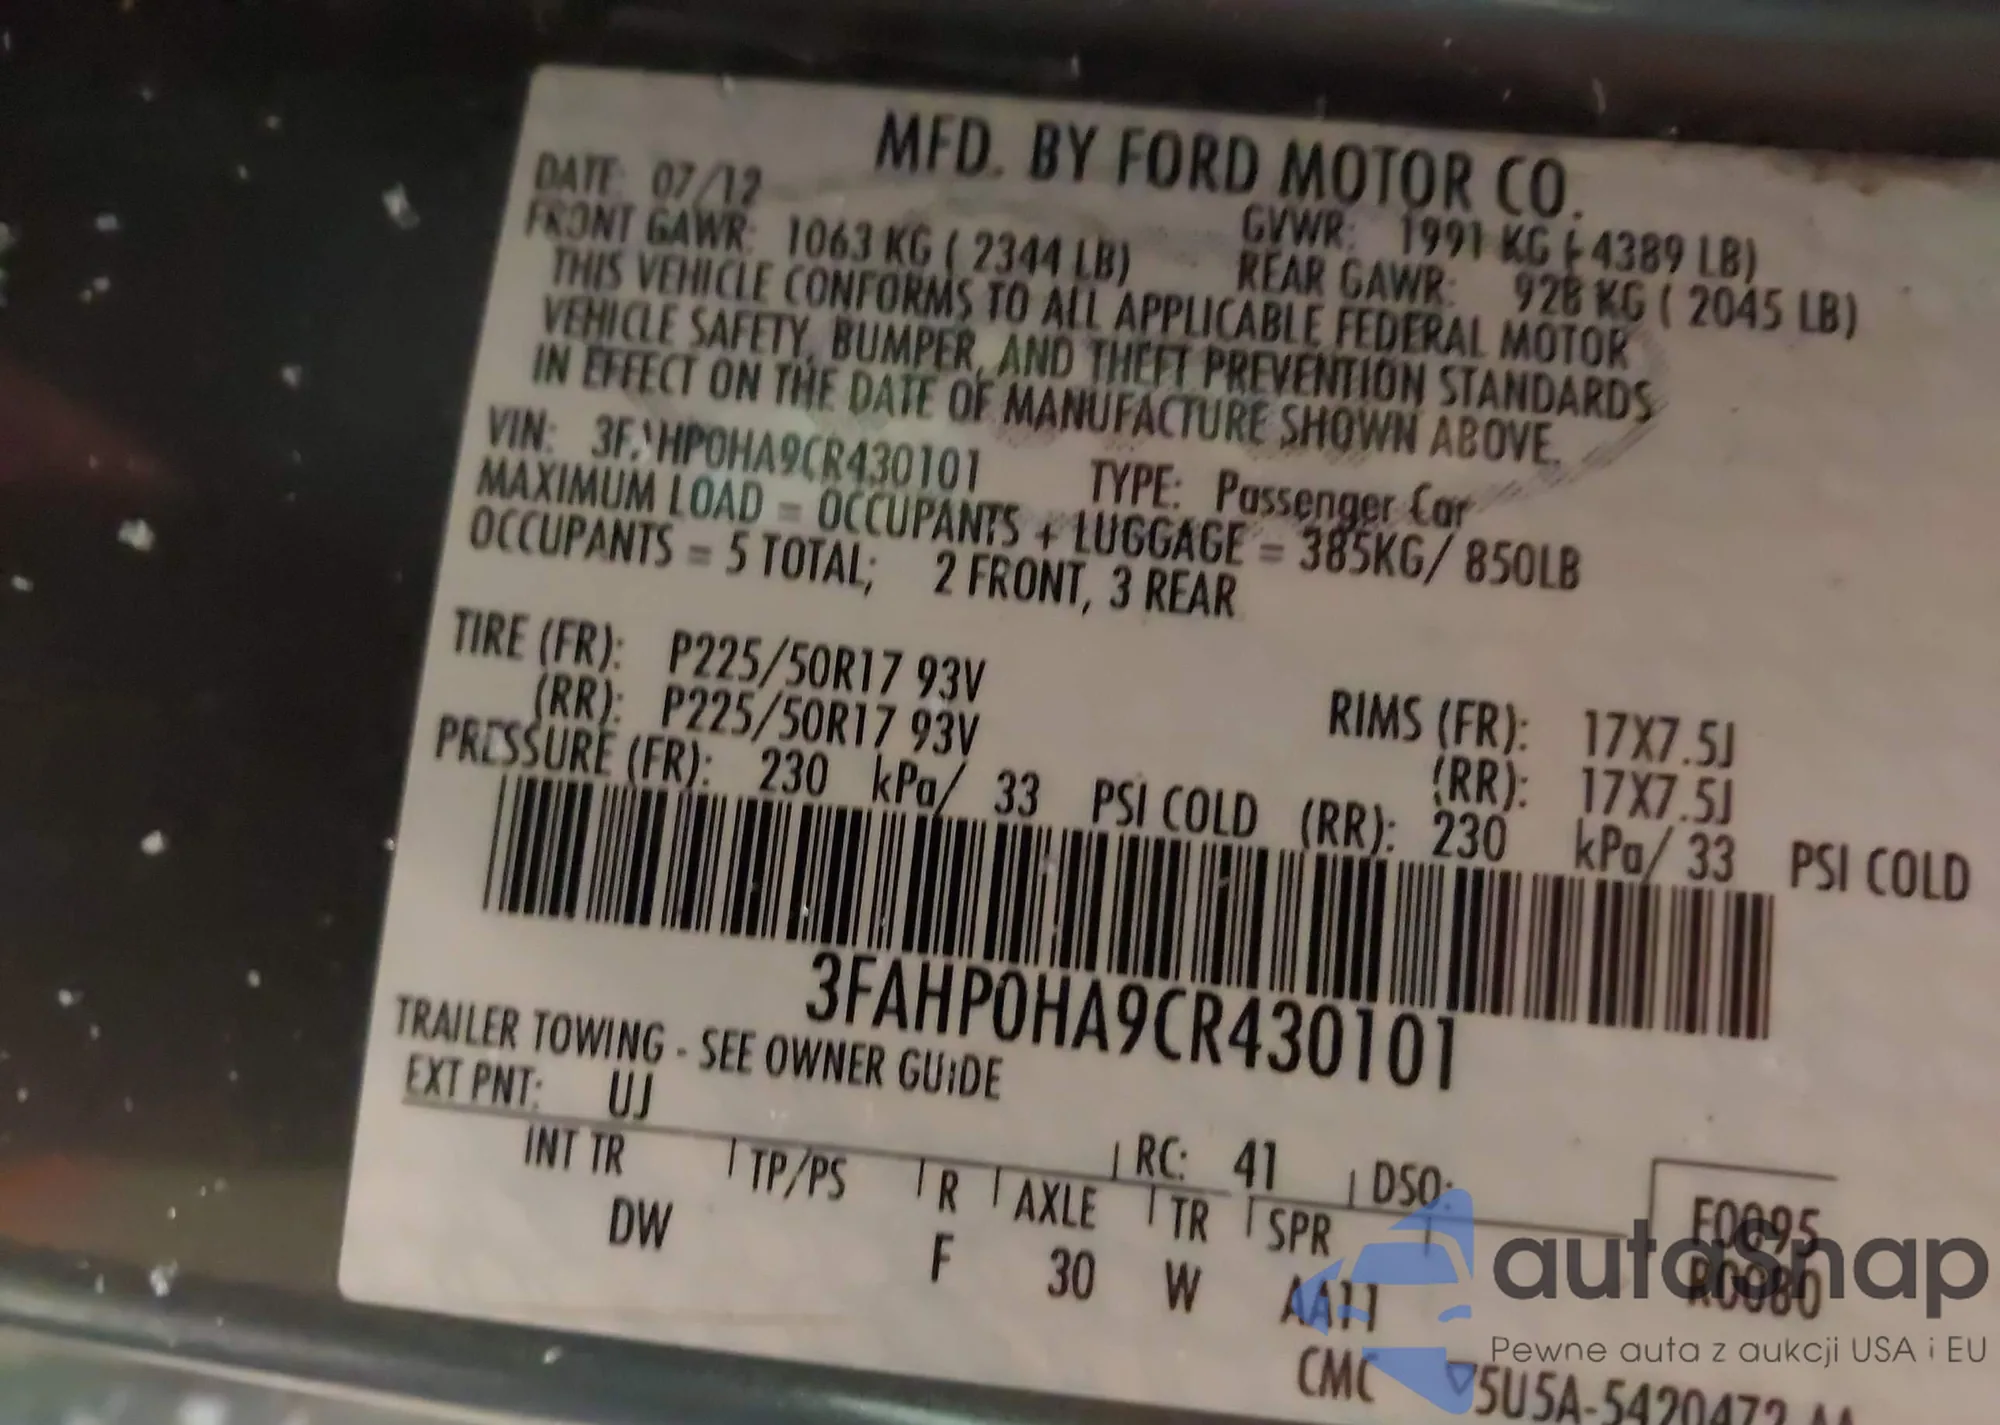 MFD. BY FORD MOTOR CO.
DATE: 07/12 GVWR: 1991 KG ( 4389 LB)
FRONT GAWR: 1063 KG ( 2344 LB) REAR GAWR: 928 KG ( 2045 LB)
THIS VEHICLE CONFORMS TO ALL APPLICABLE FEDERAL MOTOR
VEHICLE SAFETY, BUMPER, AND THEFT PREVENTION STANDARDS
IN EFFECT ON THE DATE OF MANUFACTURE SHOWN ABOVE.
VIN: 3FAHP0HA9CR430101 TYPE: Passenger Car
MAXIMUM LOAD = OCCUPANTS + LUGGAGE = 385KG/ 850LB
OCCUPANTS = 5 TOTAL; 2 FRONT, 3 REAR
TIRE (FR): P225/50R17 93V RIMS (FR): 17X7.5J
(RR): P225/50R17 93V (RR): 17X7.5J
PRESSURE (FR): 230 kPa/ 33 PSI COLD (RR): 230 kPa/ 33 PSI COLD
3FAHP0HA9CR430101
TRAILER TOWING - SEE OWNER GUIDE
EXT PNT: UJ RC: 41 DSO:
INT TR TP/PS R AXLE TR SPR F0095
DW F 30 W AA11 R0080
CMC 5U5A-5420472
autaSnap
Pewne auta z aukcji USA i EU